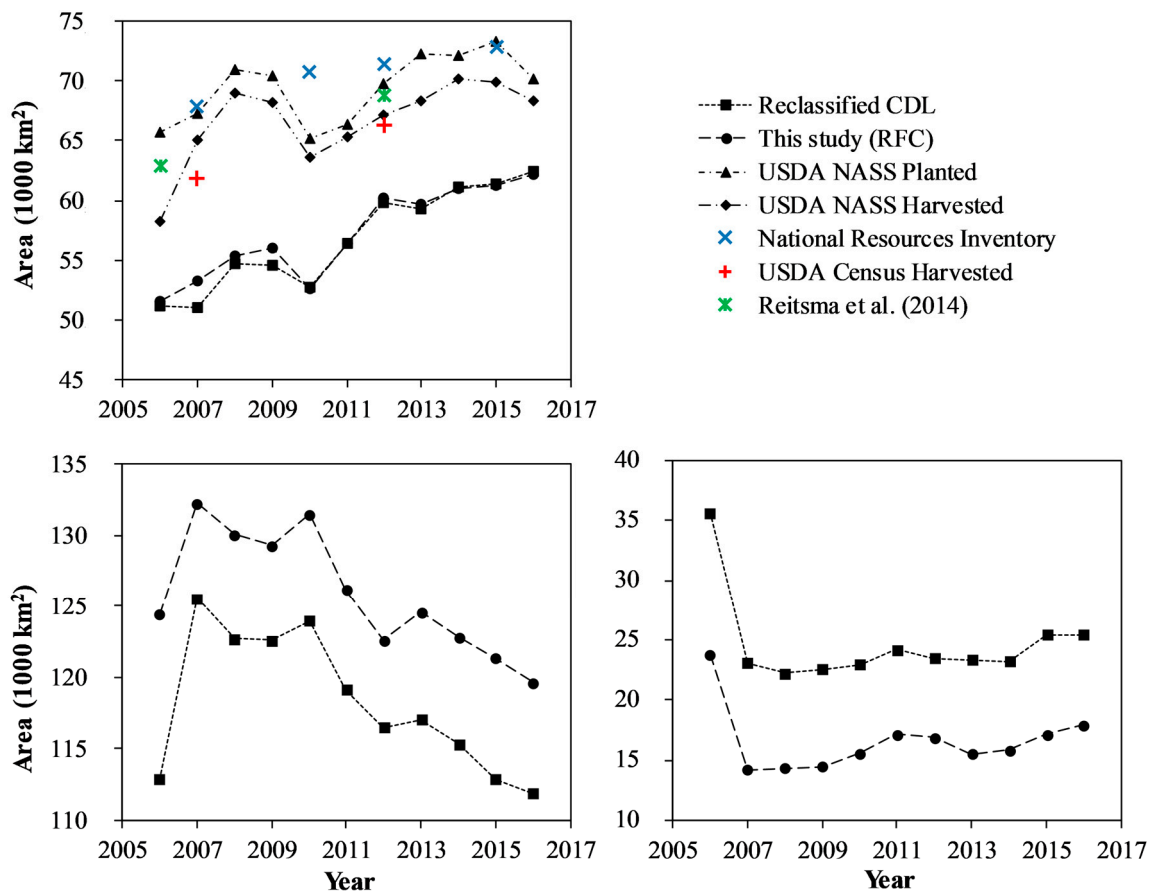 75
70
65
60
55
50
45
Area (1000 km²)
2005 2007 2009 2011 2013 2015 2017
Reclassified CDL
This study (RFC)
USDA NASS Planted
USDA NASS Harvested
National Resources Inventory
USDA Census Harvested
Reitsma et al. (2014)
135
130
125
120
115
110
Area (1000 km²)
2005 2007 2009 2011 2013 2015 2017
Year
40
35
30
25
20
15
10
2005 2007 2009 2011 2013 2015 2017
Year